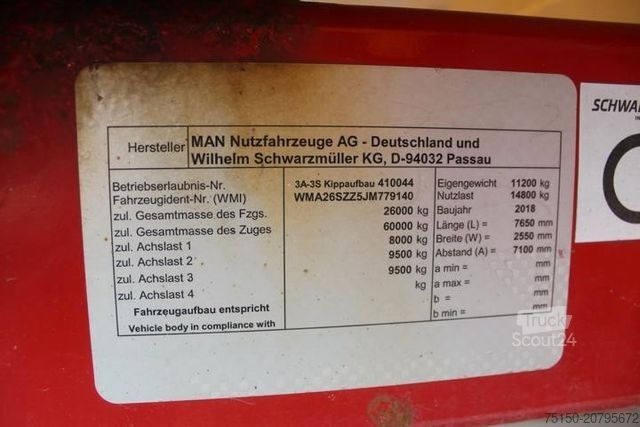 Hersteller MAN Nutzfahrzeuge AG - Deutschland und
Wilhelm Schwarzmüller KG, D-94032 Passau
Betriebserlaubnis-Nr. 3A-3S Kippaufbau 410044 Eigengewicht 11200 kg
Fahrzeugident-Nr. (WMI) WMA26SZZ5JM779140 Nutzlast 14800 kg
zul. Gesamtmasse des Fzgs. 26000 kg Baujahr 2018
zul. Gesamtmasse des Zuges 60000 kg Länge (L) = 7650 mm
zul. Achslast 1 8000 kg Breite (W) = 2550 mm
zul. Achslast 2 9500 kg Abstand (A) = 7100 mm
zul. Achslast 3 9500 kg a min = mm
zul. Achslast 4 kg a max = mm
Fahrzeugaufbau entspricht b = mm
Vehicle body in compliance with b min = mm
SCHWA
Truck
Scout24
75150-20795672